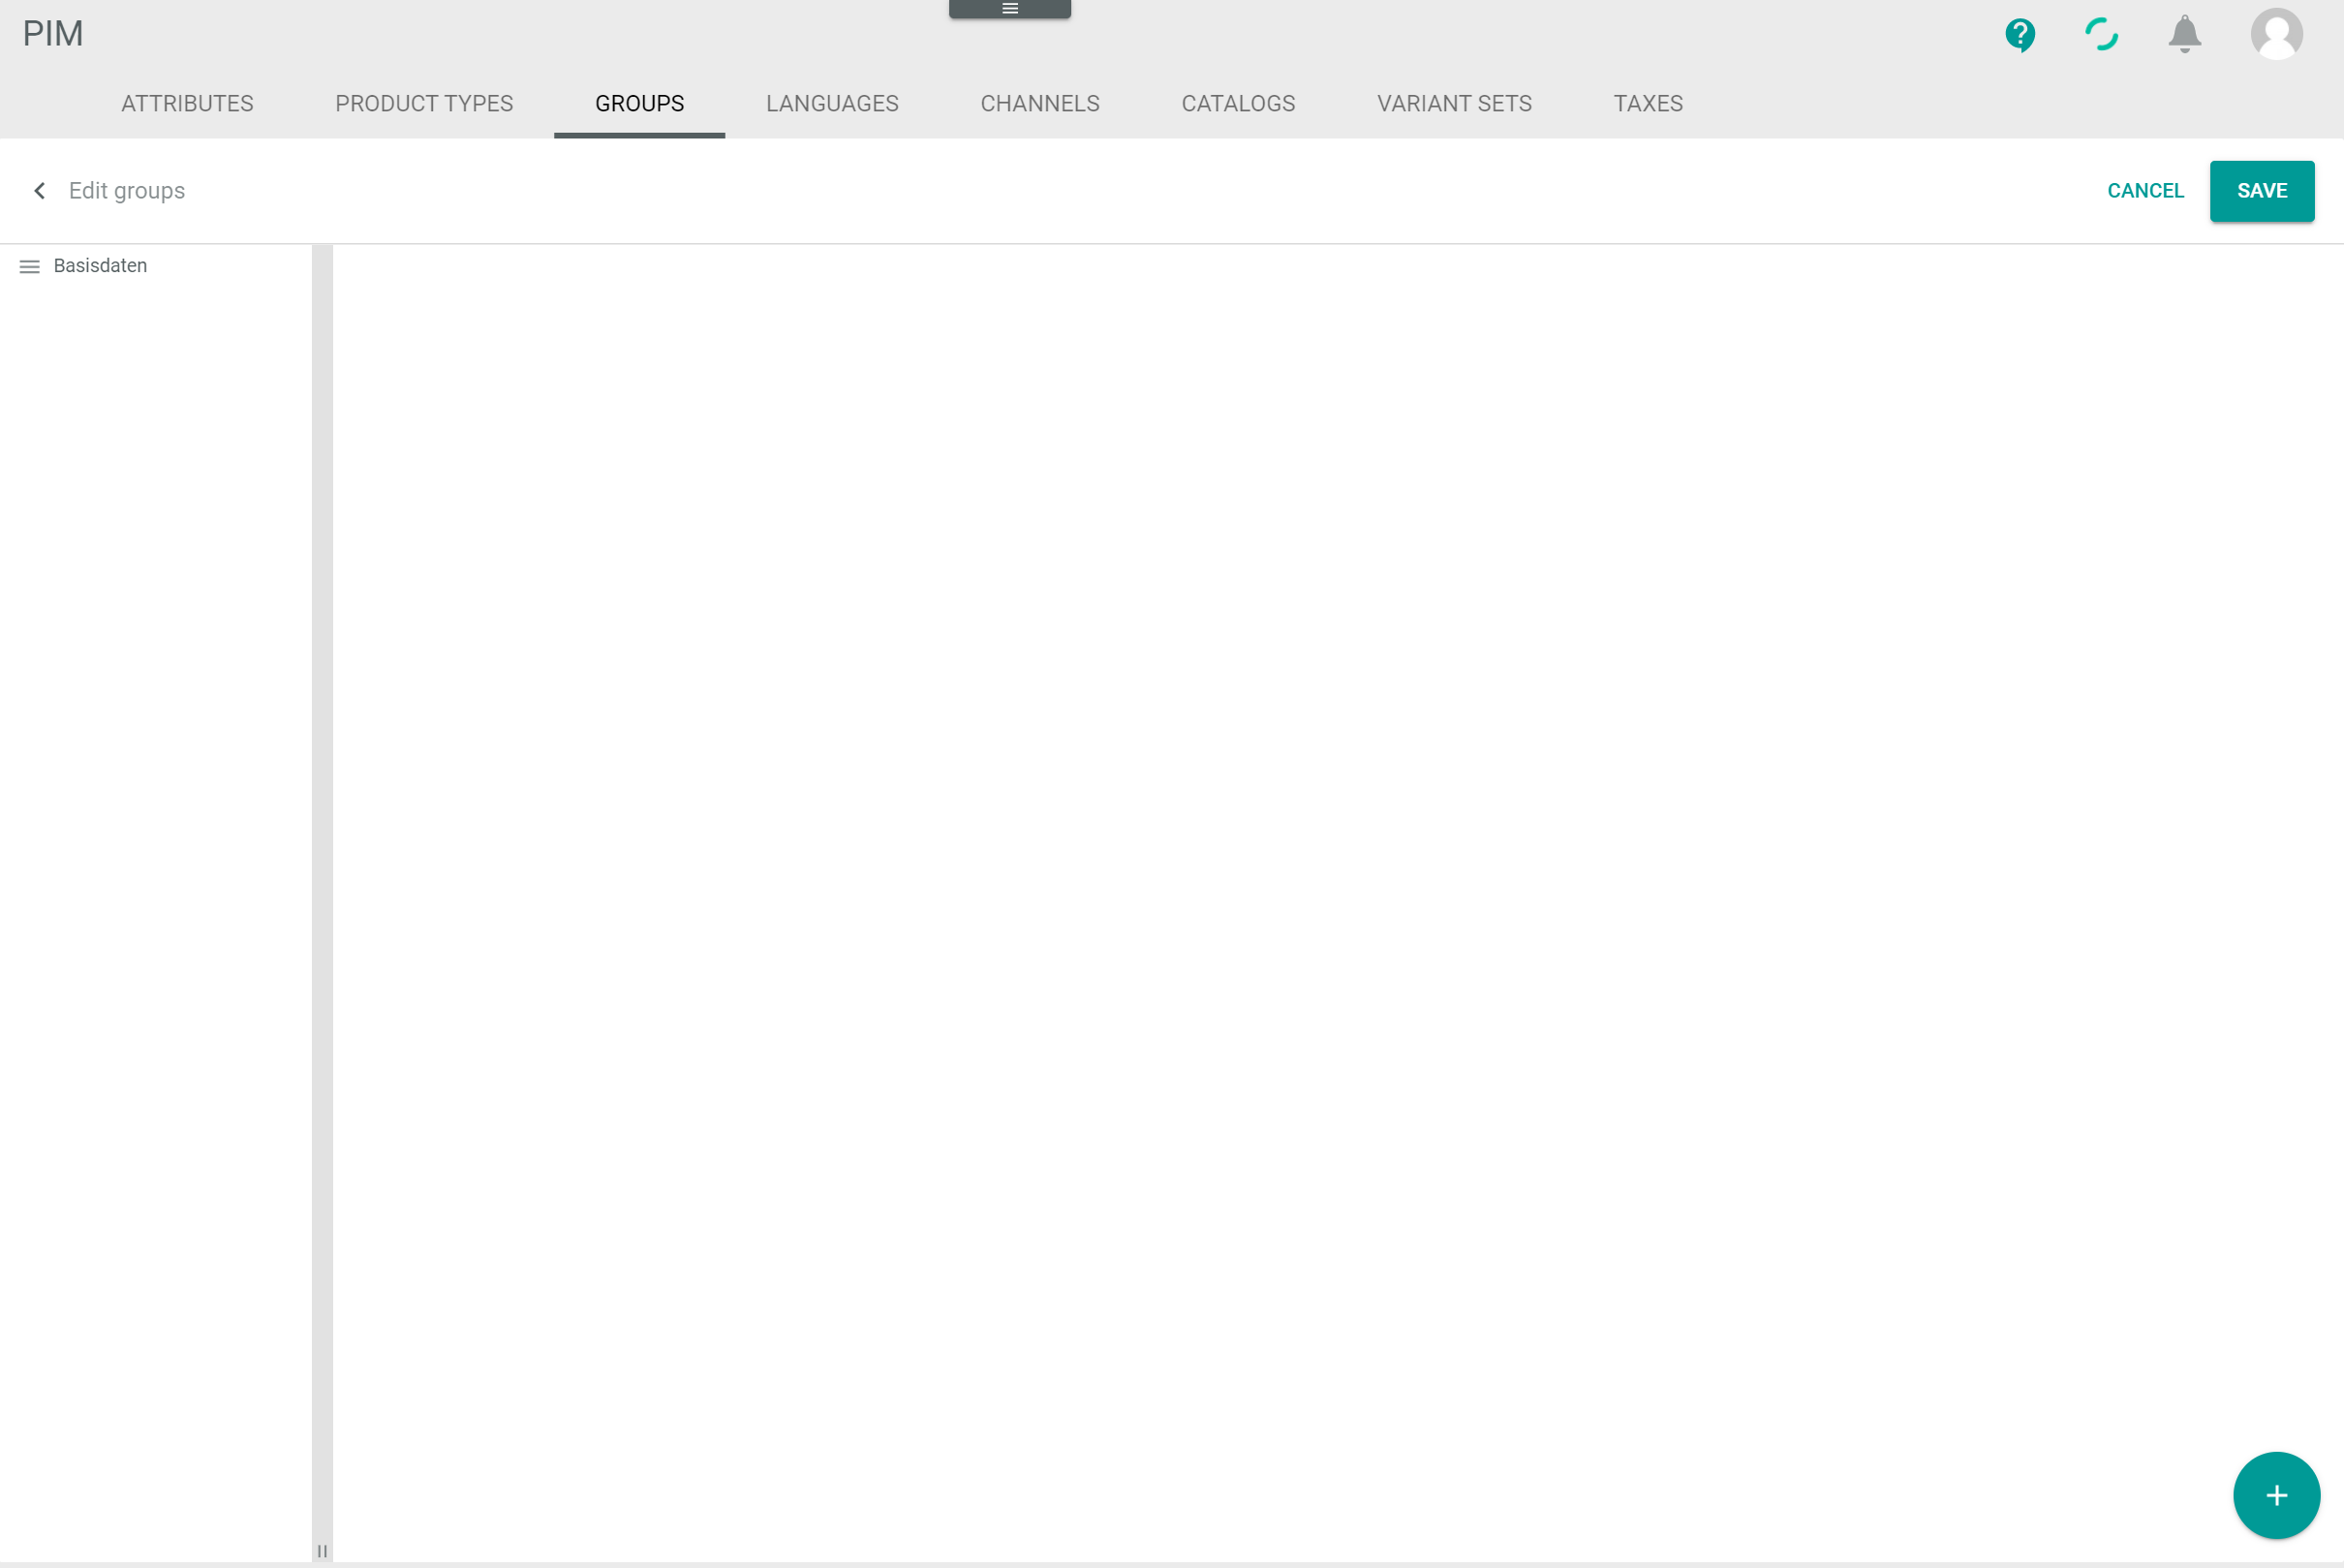 PIM
ATTRIBUTES PRODUCT TYPES GROUPS LANGUAGES CHANNELS CATALOGS VARIANT SETS TAXES
Edit groups CANCEL SAVE
Basisdaten